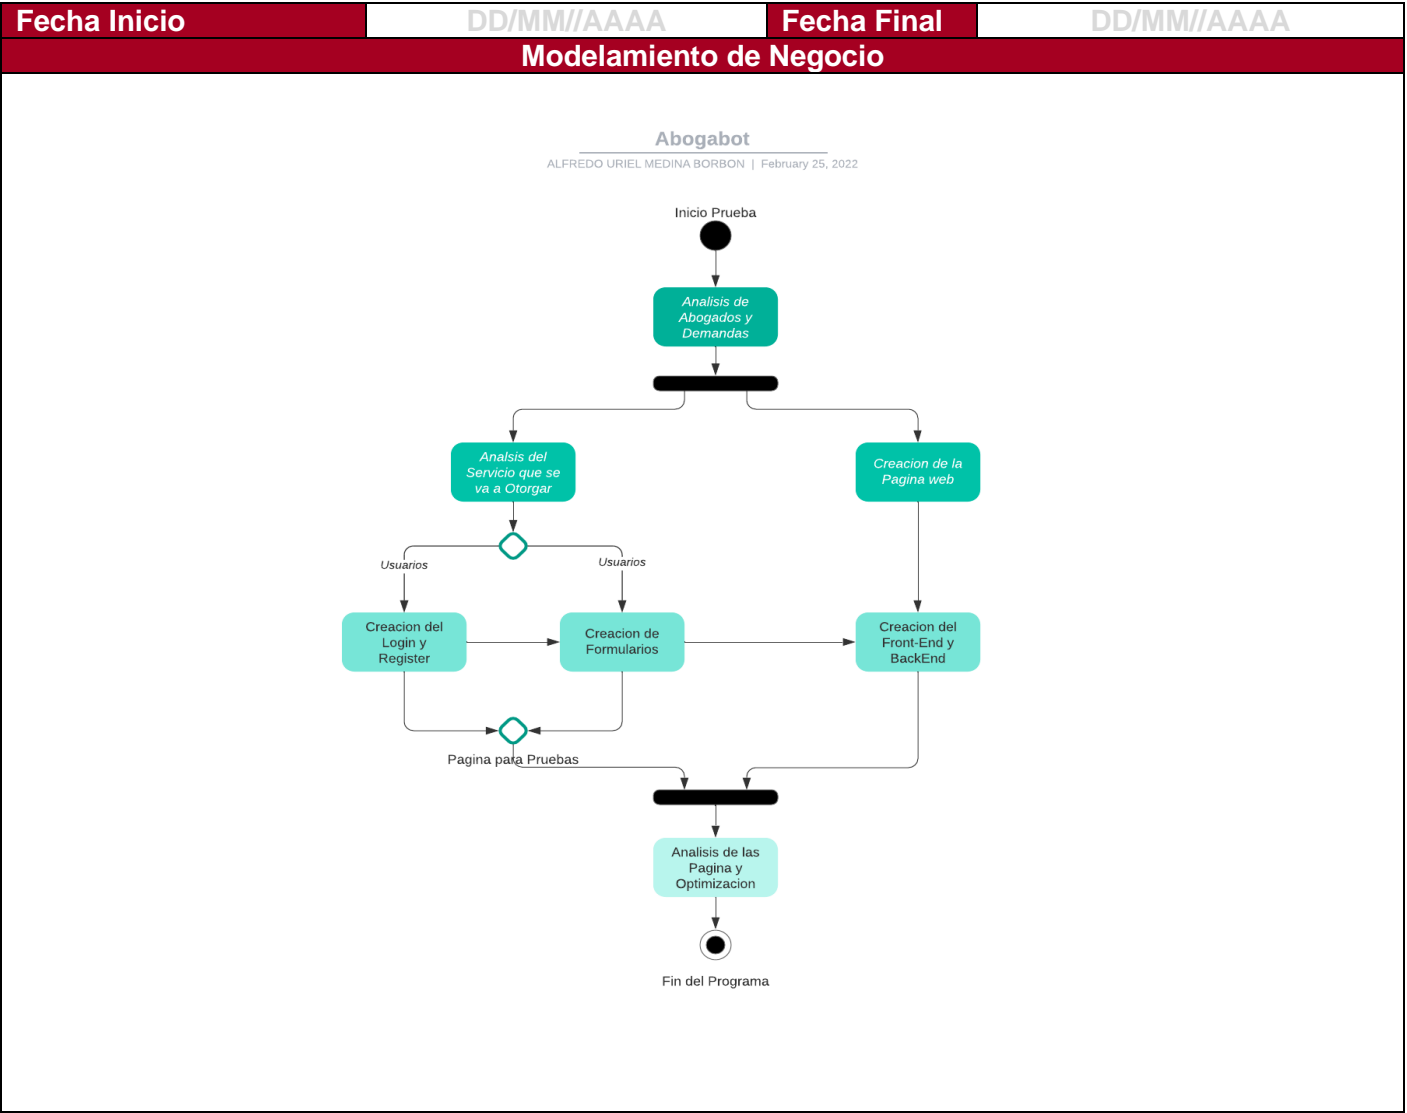 Fecha Inicio DD/MM//AAAA Fecha Final DD/MM//AAAA
Modelamiento de Negocio
Abogabot
ALFREDO URIEL MEDINA BORBON | February 25, 2022
Inicio Prueba
Analisis de
Abogados y
Demandas
Analsis del
Servicio que se
va a Otorgar
Creacion de la
Pagina web
Usuarios
Usuarios
Creacion del
Login y
Register
Creacion de
Formularios
Creacion del
Front-End y
BackEnd
Pagina para Pruebas
Analisis de las
Pagina y
Optimizacion
Fin del Programa